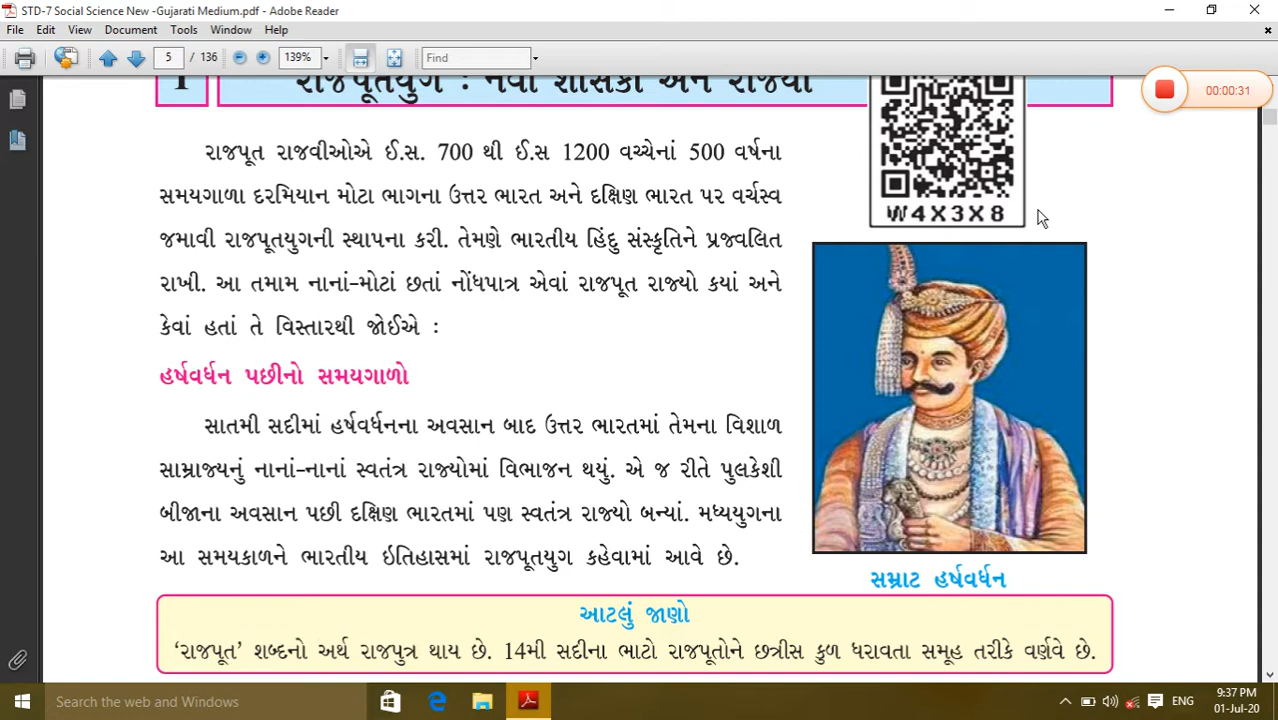 STD-7 Social Science New -Gujarati Medium.pdf - Adobe Reader
File Edit View Document Tools Window Help
5 / 136 139% Find
1 રાજપૂતયુગ : નવા શાસકો અને રાજ્યો
00:00:31
W4X3X8
રાજપૂત રાજવીઓએ ઈ.સ. 700 થી ઈ.સ 1200 વચ્ચેનાં 500 વર્ષના
સમયગાળા દરમિયાન મોટા ભાગના ઉત્તર ભારત અને દક્ષિણ ભારત પર વર્ચસ્વ
જમાવી રાજપૂતયુગની સ્થાપના કરી. તેમણે ભારતીય હિંદુ સંસ્કૃતિને પ્રજ્વલિત
રાખી. આ તમામ નાનાં-મોટાં છતાં નોંધપાત્ર એવાં રાજપૂત રાજ્યો કયાં અને
કેવાં હતાં તે વિસ્તારથી જોઈએ :
હર્ષવર્ધન પછીનો સમયગાળો
સાતમી સદીમાં હર્ષવર્ધનના અવસાન બાદ ઉત્તર ભારતમાં તેમના વિશાળ
સામ્રાજ્યનું નાનાં-નાનાં સ્વતંત્ર રાજ્યોમાં વિભાજન થયું. એ જ રીતે પુલકેશી
બીજાના અવસાન પછી દક્ષિણ ભારતમાં પણ સ્વતંત્ર રાજ્યો બન્યાં. મધ્યયુગના
આ સમયકાળને ભારતીય ઇતિહાસમાં રાજપૂતયુગ કહેવામાં આવે છે.
સમ્રાટ હર્ષવર્ધન
આટલું જાણો
‘રાજપૂત’ શબ્દનો અર્થ રાજપુત્ર થાય છે. 14મી સદીના ભાટો રાજપૂતોને છત્રીસ કુળ ધરાવતા સમૂહ તરીકે વર્ણવે છે.
Search the web and Windows
ENG
9:37 PM
01-Jul-20